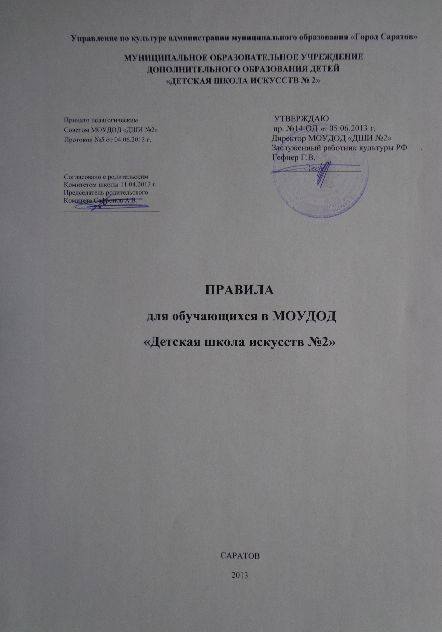 Управление по культуре администрации муниципального образования «Город Саратов»
МУНИЦИПАЛЬНОЕ ОБРАЗОВАТЕЛЬНОЕ УЧРЕЖДЕНИЕ
ДОПОЛНИТЕЛЬНОГО ОБРАЗОВАНИЯ ДЕТЕЙ
«ДЕТСКАЯ ШКОЛА ИСКУССТВ № 2»
Принято педагогическим
Советом МОУДОД «ДШИ №2»
Протокол №5 от 04.06.2013 г.
Согласовано с родительским
Комитетом школы 11.04.2013 г
Председатель родительского
Комитета
УТВЕРЖДАЮ
пр. №14-ОД от 05.06.2013 г.
Директор МОУДОД «ДШИ №2»
Заслуженный работник культуры РФ
Гефнер Г.В.
ПРАВИЛА
для обучающихся в МОУДОД
«Детская школа искусств №2»
САРАТОВ
2013